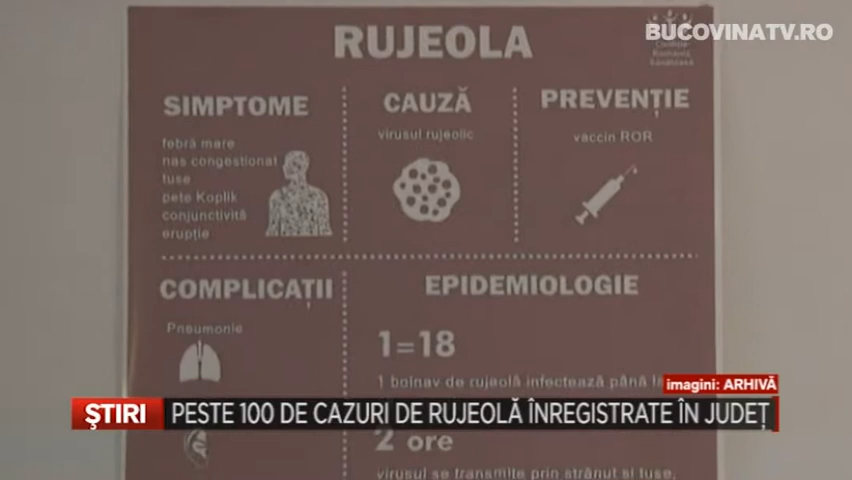 BUCOVINATV.RO
RUJEOLA
SIMPTOME
febră mare
nas congestionat
tuse
pete Koplik
conjunctivită
erupție
CAUZĂ
virusul rujeolic
PREVENȚIE
vaccin ROR
COMPLICAȚII
Pneumonie
EPIDEMIOLOGIE
1=18
1 bolnav de rujeolă infectează până
imagini: ARHIVĂ
ŞTIRI
PESTE 100 DE CAZURI DE RUJEOLĂ ÎNREGISTRATE ÎN JUDEȚ
2 ore
virusul se transmite prin strănut și tuse,